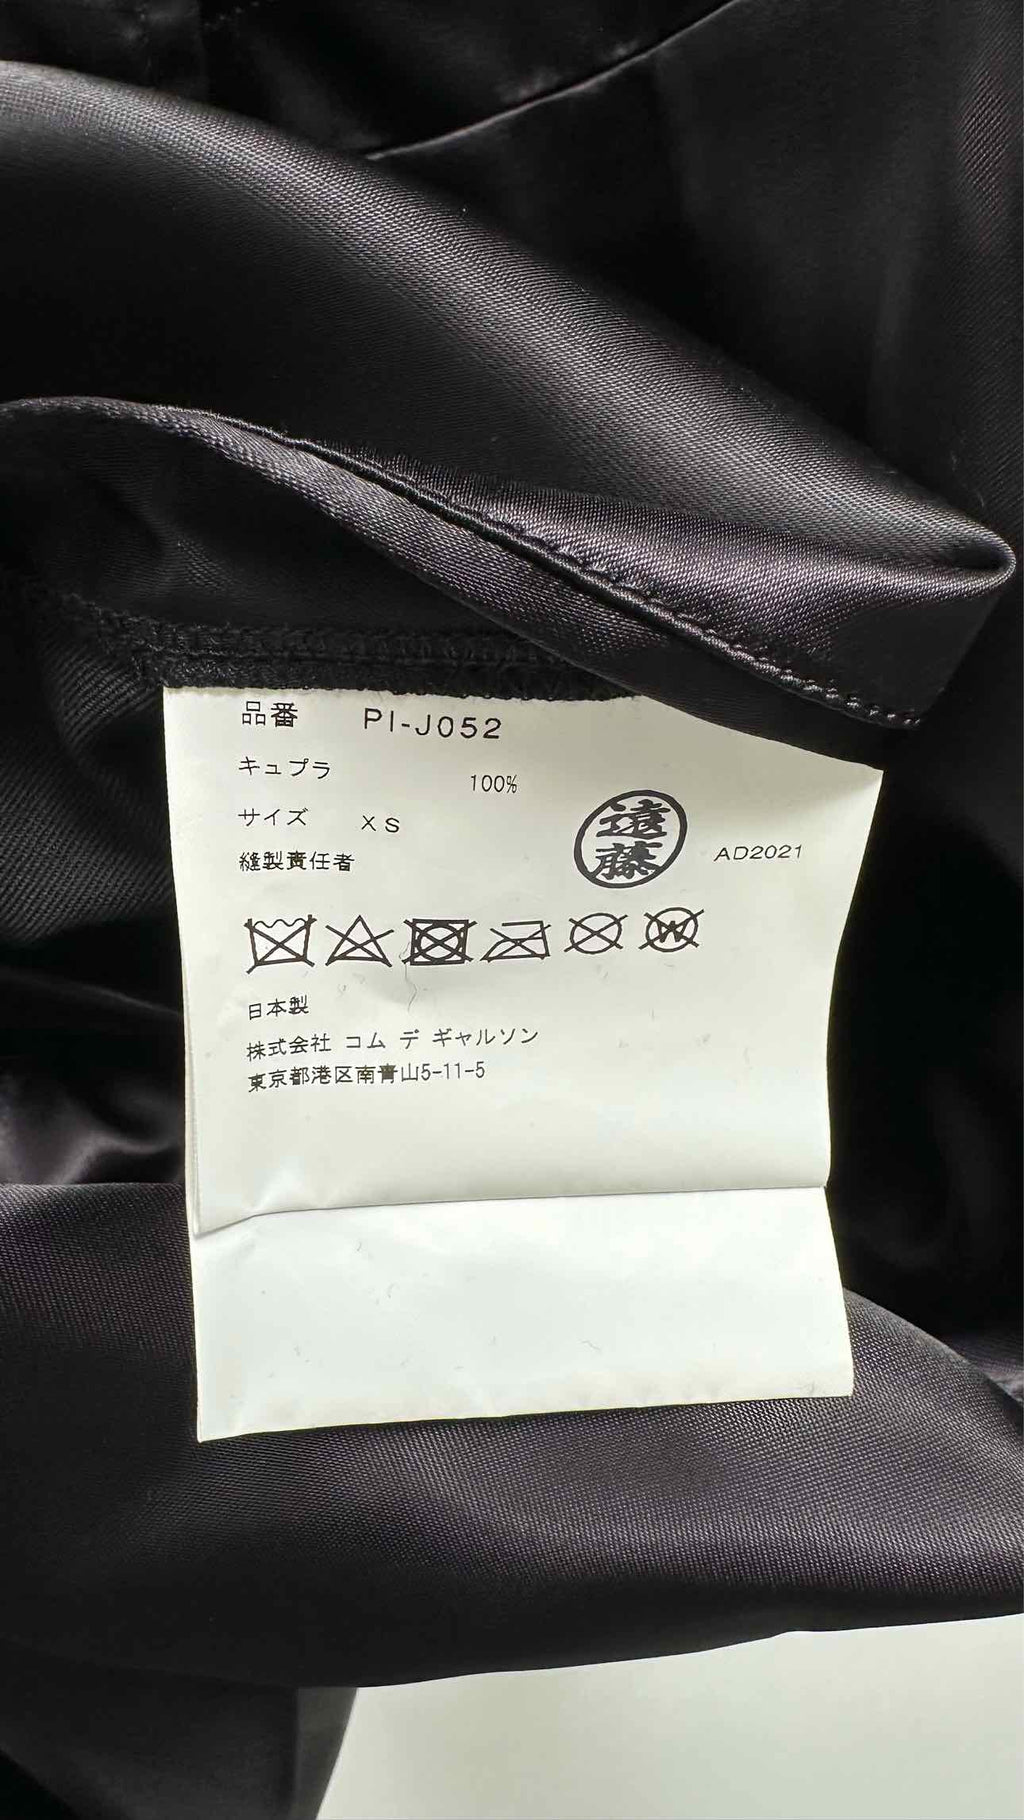 品番 PI-J052
キュプラ 100%
サイズ XS
縫製責任者 遠藤 AD2021
W
日本製
株式会社 コム デ ギャルソン
東京都港区南青山5-11-5